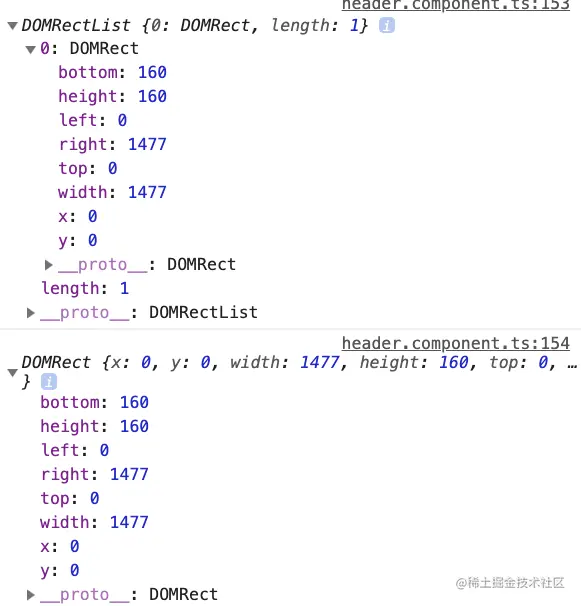 header.component.ts:153
DOMRectList {0: DOMRect, length: 1} i
0: DOMRect
bottom: 160
height: 160
left: 0
right: 1477
top: 0
width: 1477
x: 0
y: 0
__proto__: DOMRect
length: 1
__proto__: DOMRectList
header.component.ts:154
DOMRect {x: 0, y: 0, width: 1477, height: 160, top: 0, …
} i
bottom: 160
height: 160
left: 0
right: 1477
top: 0
width: 1477
x: 0
y: 0
__proto__: DOMRect
@稀土掘金技术社区